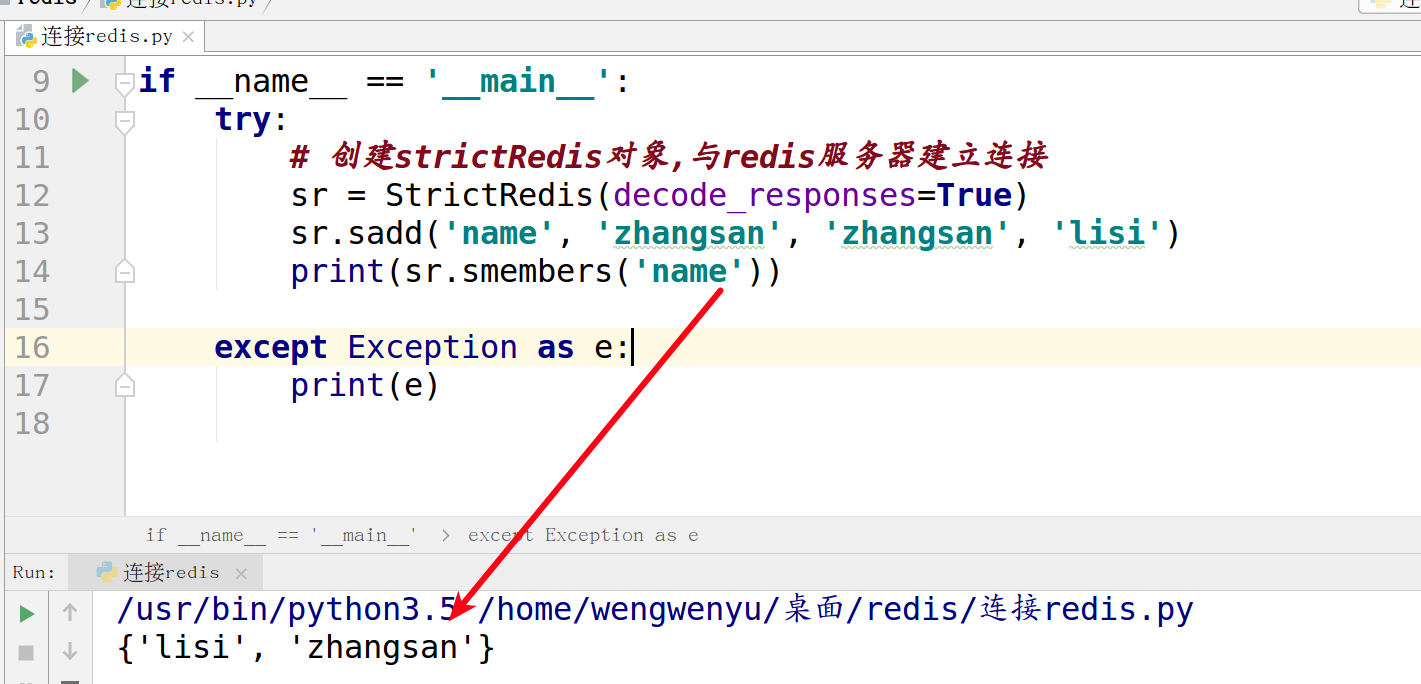 redis 连接redis.py 连
连接redis.py
9 if __name__ == '__main__':
10 try:
11 # 创建strictRedis对象,与redis服务器建立连接
12 sr = StrictRedis(decode_responses=True)
13 sr.sadd('name', 'zhangsan', 'zhangsan', 'lisi')
14 print(sr.smembers('name'))
15
16 except Exception as e:
17 print(e)
18
if __name__ == '__main__' > except Exception as e
Run: 连接redis
/usr/bin/python3.5 /home/wengwenyu/桌面/redis/连接redis.py
{'lisi', 'zhangsan'}